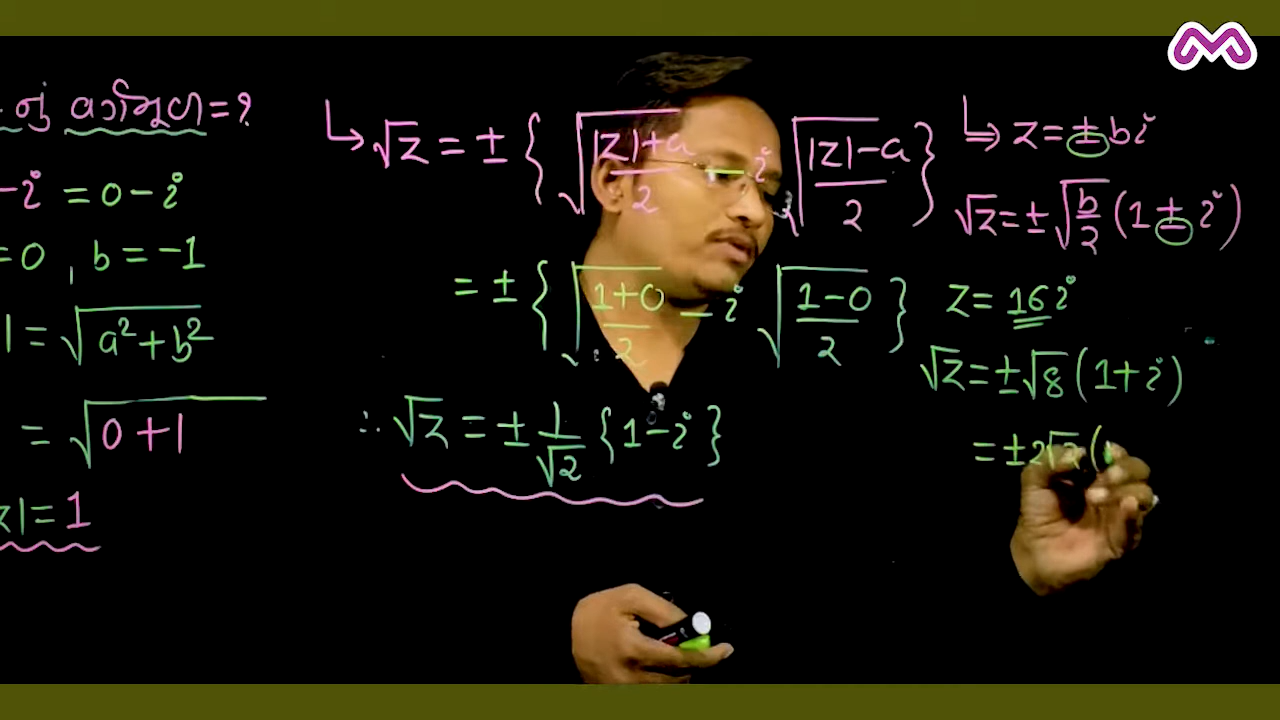 નું વર્ગમૂળ = ?
-i = 0 - i
= 0 , b = -1
| = √(a² + b²)
= √(0 + 1)
z| = 1
↳ √z = ± { √((|z|+a)/2) - i √((|z|-a)/2) }
= ± { √((1+0)/2) - i √((1-0)/2) }
∴ √z = ± 1/√2 {1 - i}
↳ z = ± bi
√z = ± √(b/2) (1 ± i)
z = 16i
√z = ± √8 (1 + i)
= ± 2√2 (